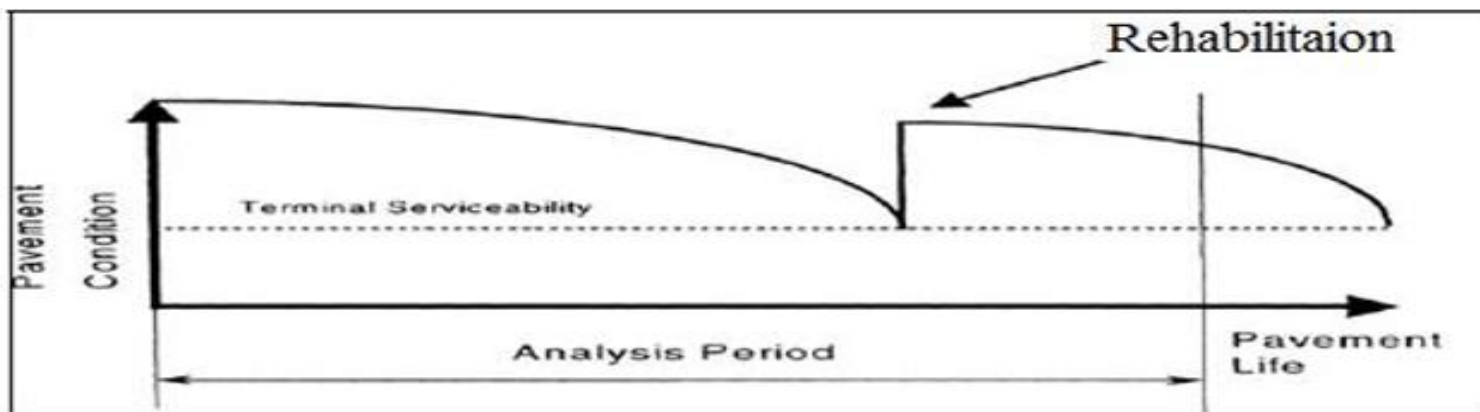 Rehabilitaion
Pavement
Condition
Terminal Serviceability
Analysis Period
Pavement
Life